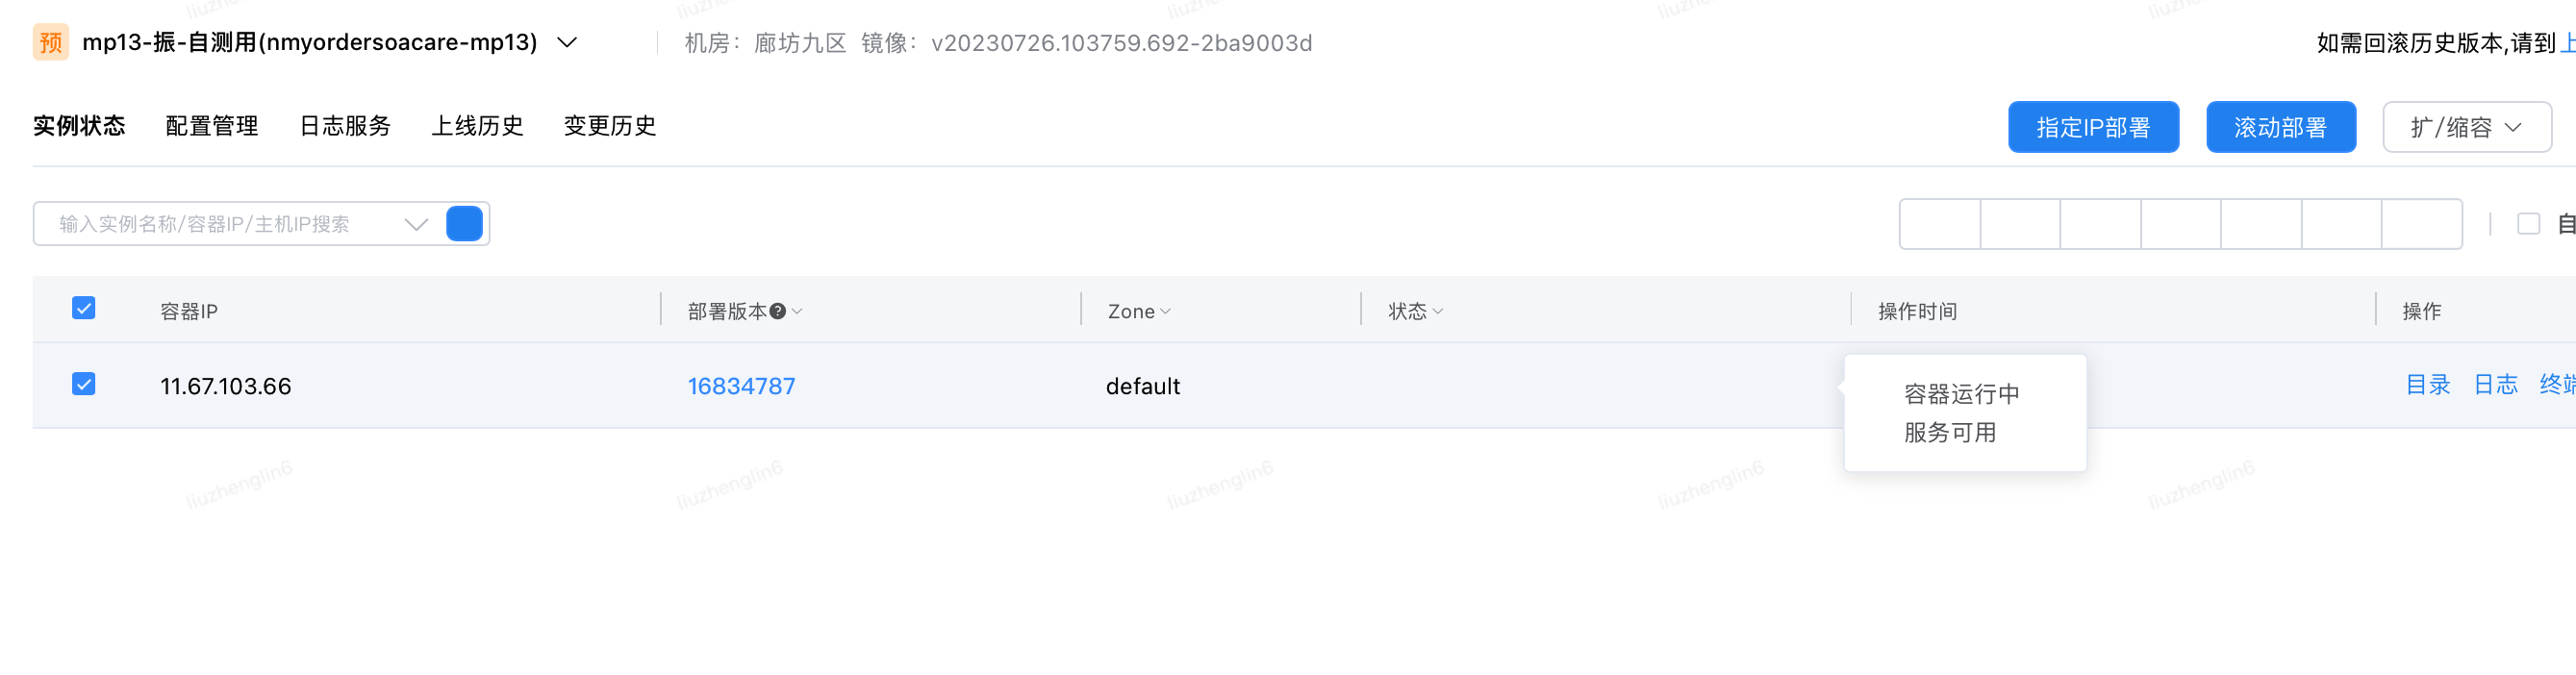 预 mp13-振-自测用(nmyordersoacare-mp13) 机房：廊坊九区 镜像：v20230726.103759.692-2ba9003d 如需回滚历史版本,请到上
实例状态 配置管理 日志服务 上线历史 变更历史 指定IP部署 滚动部署 扩/缩容
输入实例名称/容器IP/主机IP搜索 自
容器IP 部署版本 Zone 状态 操作时间 操作
11.67.103.66 16834787 default 目录 日志 终端
容器运行中
服务可用
liuzhenglin6 liuzhenglin6 liuzhenglin6 liuzhenglin6 liuzhenglin6